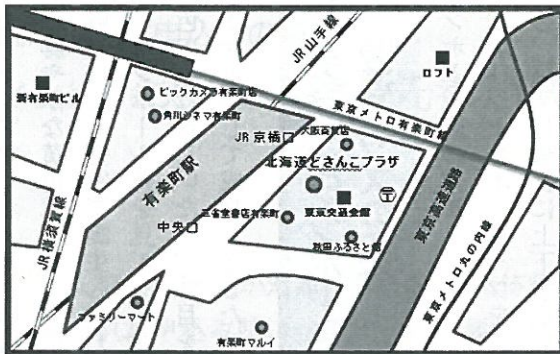 JR山手線
ロフト
新有楽町ビル
ビックカメラ有楽町店
角川シネマ有楽町
東京メトロ有楽町線
JR京橋口
大阪百貨店
北海道どさんこプラザ
有楽町駅
三省堂書店有楽町
東京交通会館
〒
中央口
秋田ふるさと館
東京高速道路
JR横須賀線
東京メトロ丸の内線
ファミリーマート
有楽町マルイ